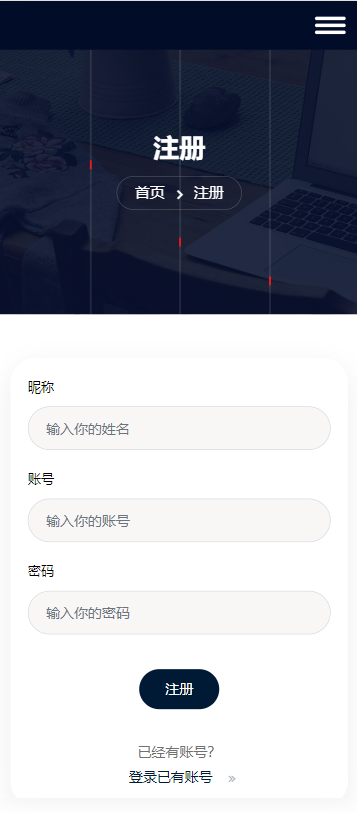 注册
首页 > 注册
昵称
输入你的姓名
账号
输入你的账号
密码
输入你的密码
注册
已经有账号?
登录已有账号 »